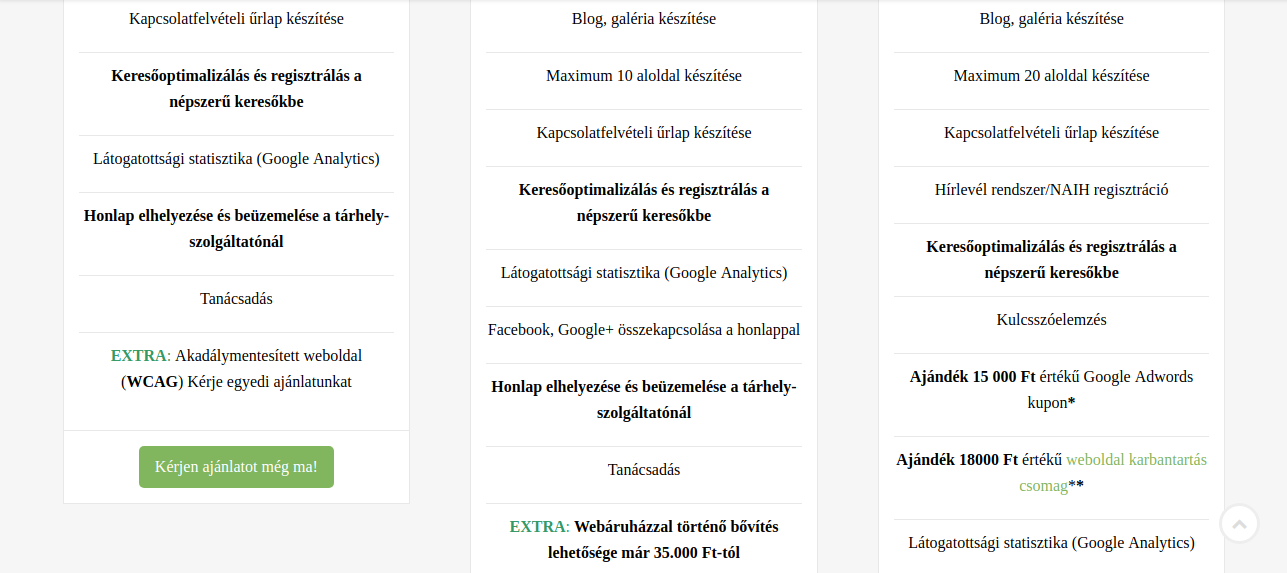 Kapcsolatfelvételi űrlap készítése
Keresőoptimalizálás és regisztrálás a
népszerű keresőkbe
Látogatottsági statisztika (Google Analytics)
Honlap elhelyezése és beüzemelése a tárhely-
szolgáltatónál
Tanácsadás
EXTRA: Akadálymentesített weboldal
(WCAG) Kérje egyedi ajánlatunkat
Kérjen ajánlatot még ma!
Blog, galéria készítése
Maximum 10 aloldal készítése
Kapcsolatfelvételi űrlap készítése
Keresőoptimalizálás és regisztrálás a
népszerű keresőkbe
Látogatottsági statisztika (Google Analytics)
Facebook, Google+ összekapcsolása a honlappal
Honlap elhelyezése és beüzemelése a tárhely-
szolgáltatónál
Tanácsadás
EXTRA: Webáruházzal történő bővítés
lehetősége már 35.000 Ft-tól
Blog, galéria készítése
Maximum 20 aloldal készítése
Kapcsolatfelvételi űrlap készítése
Hírlevél rendszer/NAIH regisztráció
Keresőoptimalizálás és regisztrálás a
népszerű keresőkbe
Kulcsszóelemzés
Ajándék 15 000 Ft értékű Google Adwords
kupon*
Ajándék 18000 Ft értékű weboldal karbantartás
csomag**
Látogatottsági statisztika (Google Analytics)